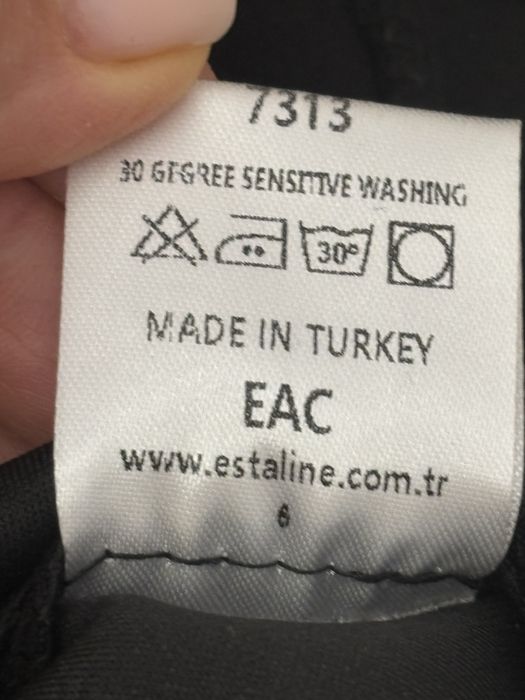 7313
30 GEGREE SENSITIVE WASHING
30°
MADE IN TURKEY
EAC
www.estaline.com.tr
6